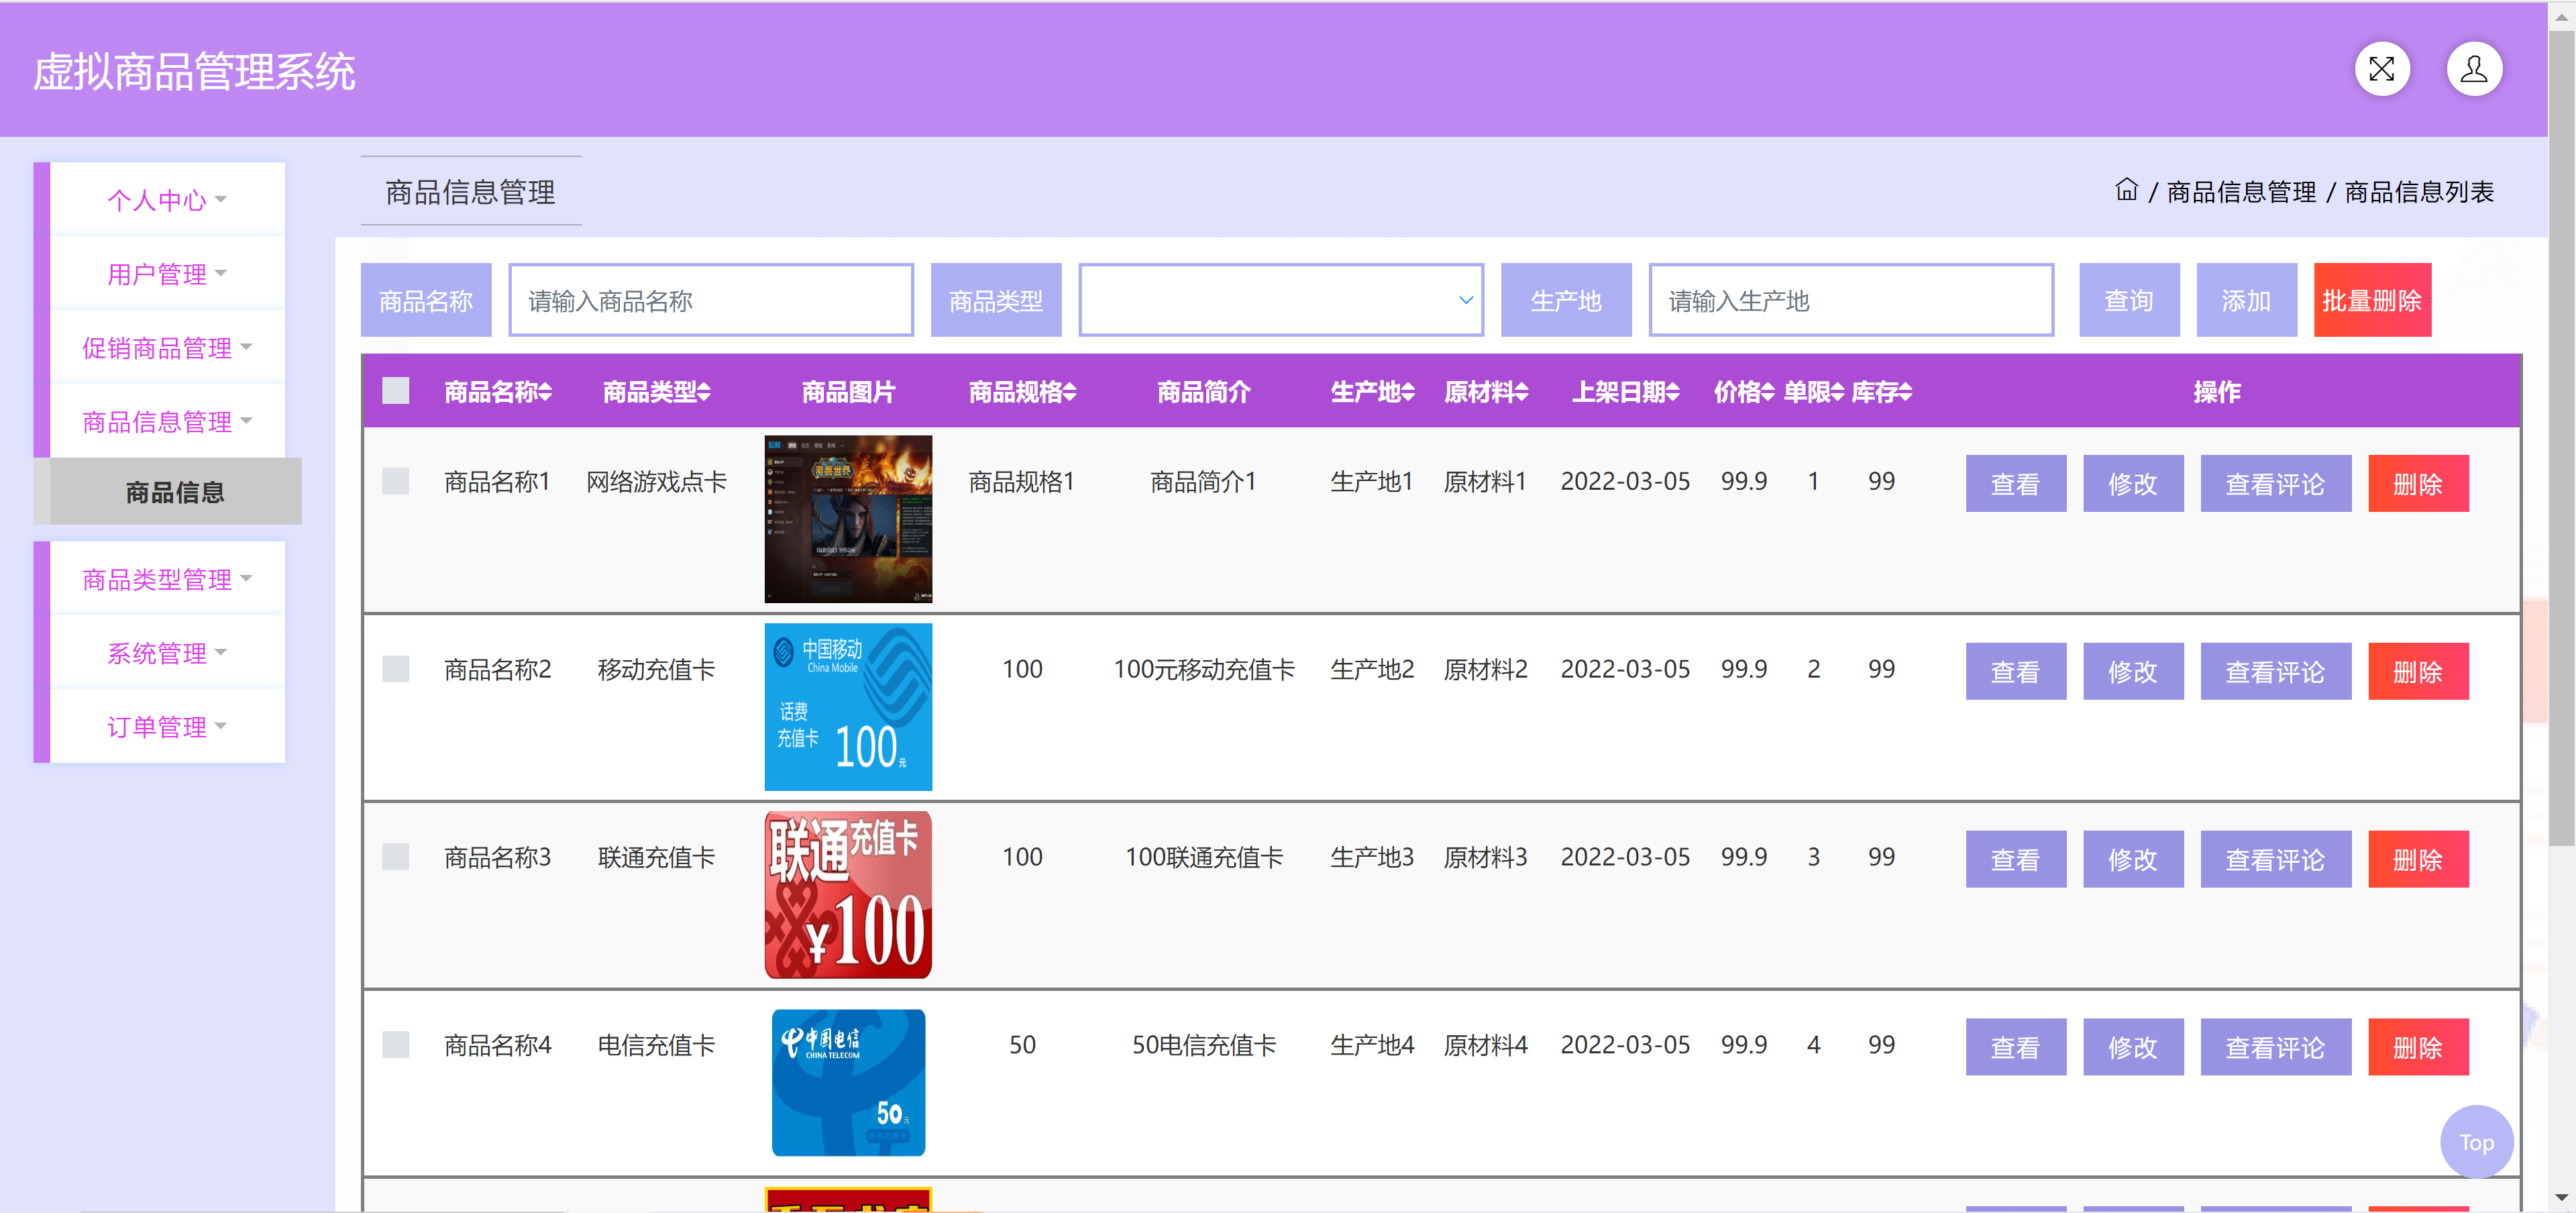 虚拟商品管理系统
个人中心
用户管理
促销商品管理
商品信息管理
商品信息
商品类型管理
系统管理
订单管理
商品信息管理
/ 商品信息管理 / 商品信息列表
商品名称 请输入商品名称 商品类型 生产地 请输入生产地 查询 添加 批量删除
商品名称 商品类型 商品图片 商品规格 商品简介 生产地 原材料 上架日期 价格 单限 库存 操作
商品名称1 网络游戏点卡 商品规格1 商品简介1 生产地1 原材料1 2022-03-05 99.9 1 99 查看 修改 查看评论 删除
魔兽世界
商品名称2 移动充值卡 100 100元移动充值卡 生产地2 原材料2 2022-03-05 99.9 2 99 查看 修改 查看评论 删除
中国移动
China Mobile
话费
充值卡 100元
商品名称3 联通充值卡 100 100联通充值卡 生产地3 原材料3 2022-03-05 99.9 3 99 查看 修改 查看评论 删除
联通充值卡
¥100
商品名称4 电信充值卡 50 50电信充值卡 生产地4 原材料4 2022-03-05 99.9 4 99 查看 修改 查看评论 删除
中国电信
CHINA TELECOM
50元
Top